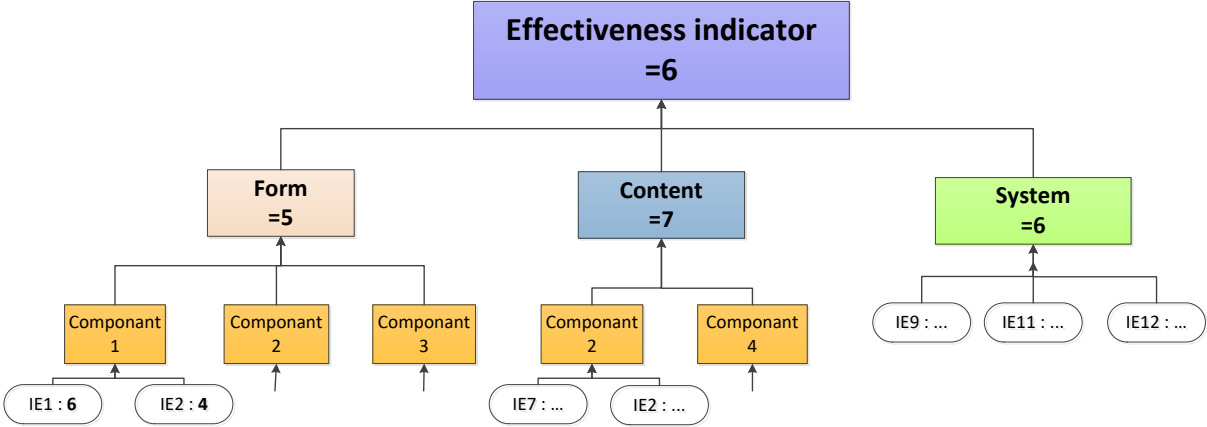 Effectiveness indicator
=6
Form
=5
Content
=7
System
=6
Componant
1
Componant
2
Componant
3
Componant
2
Componant
4
IE9 : ...
IE11 : ...
IE12 : ...
IE1 : 6
IE2 : 4
IE7 : ...
IE2 : ...